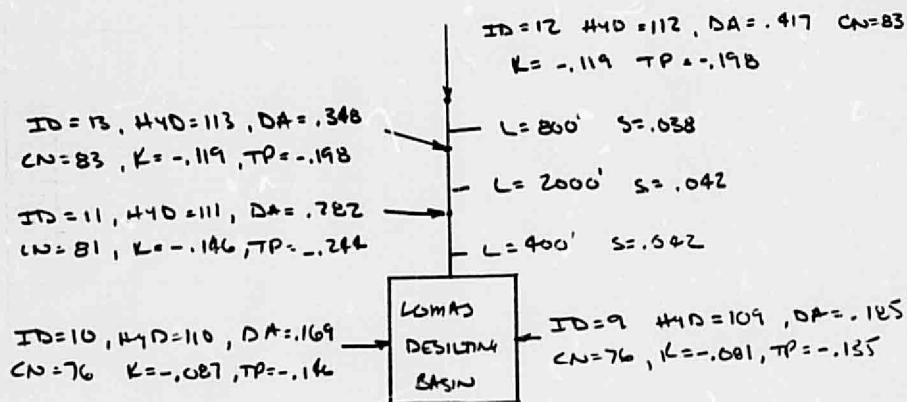 ID=12 HYD=112, DA=.417 CN=83
K=-.119 TP=-.198
ID=13, HYD=113, DA=.348
CN=83, K=-.119, TP=-.198
L=800' S=.038
L=2000' S=.042
ID=11, HYD=111, DA=.782
CN=81, K=-.146, TP=-.244
L=400' S=.042
LOMAS
DESILTING
BASIN
ID=10, HYD=110, DA=.169
CN=76 K=-.087, TP=-.146
ID=9 HYD=109, DA=.185
CN=76, K=-.081, TP=-.135